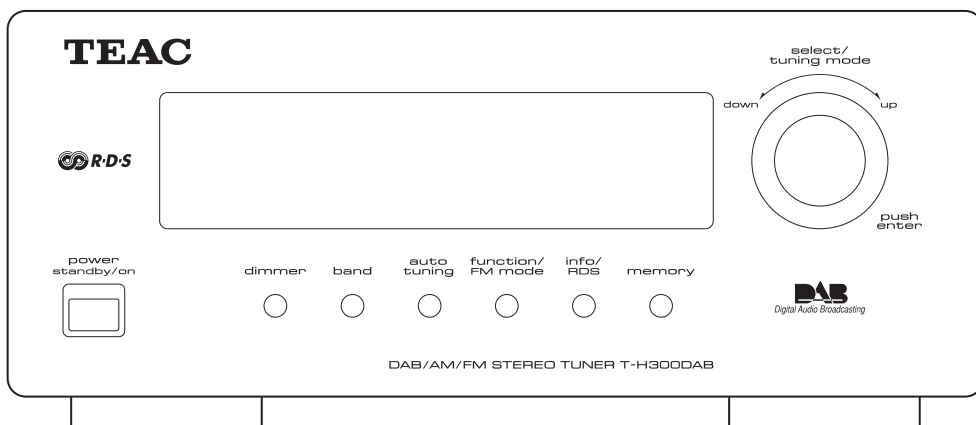 TEAC
select/
tuning mode
down
up
R·D·S
push
enter
power
standby/on
dimmer
band
auto
tuning
function/
FM mode
info/
RDS
memory
DAB
Digital Audio Broadcasting
DAB/AM/FM STEREO TUNER T-H300DAB